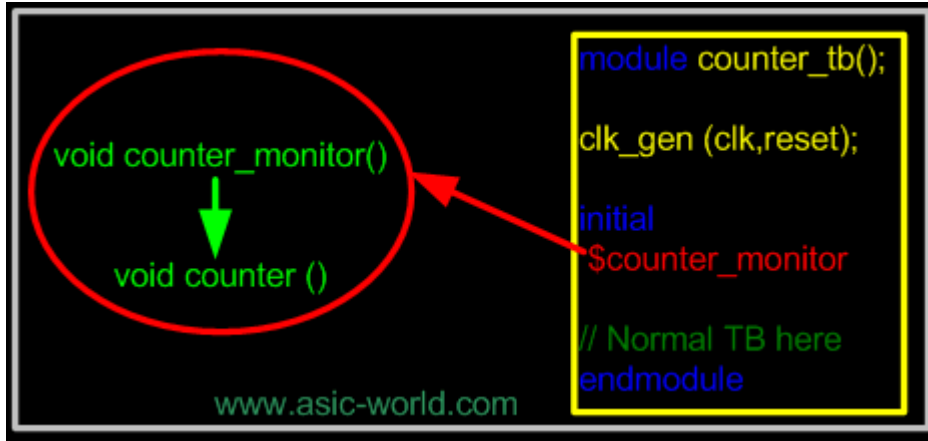 void counter_monitor()
void counter ()
module counter_tb();
clk_gen (clk,reset);
initial
$counter_monitor
// Normal TB here
endmodule
www.asic-world.com